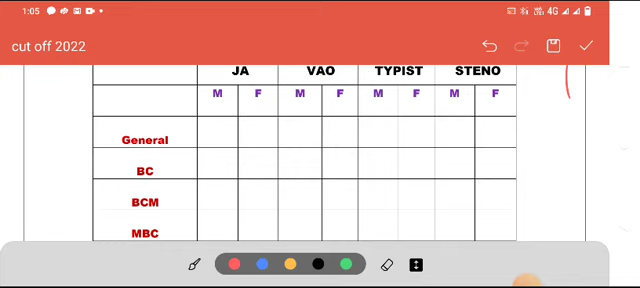 1:05 4G
cut off 2022
JA VAO TYPIST STENO
M F M F M F M F
General
BC
BCM
MBC